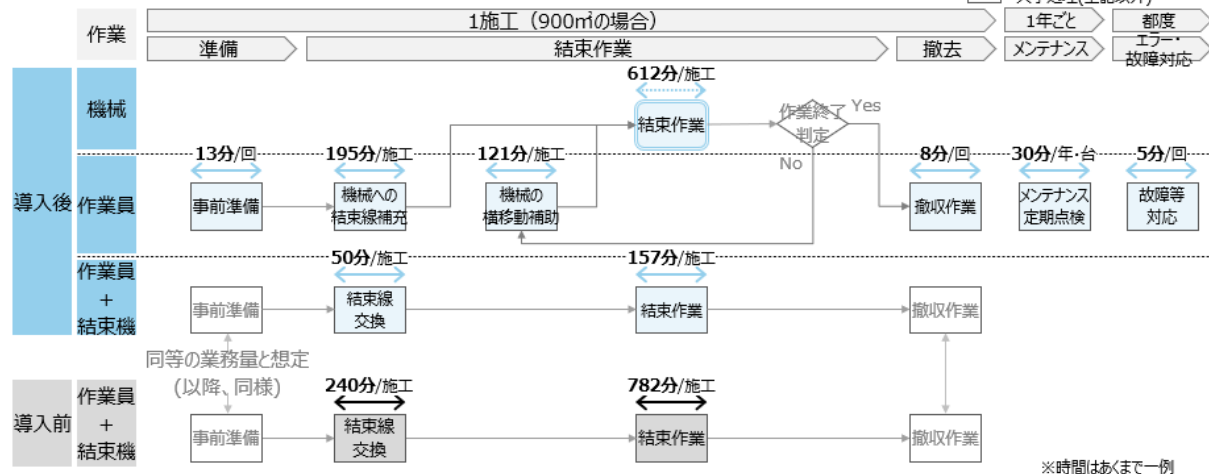 作業
1施工（900㎡の場合）
1年ごと
都度
準備
結束作業
撤去
メンテナンス
エラー・
故障対応
導入後
機械
612分/施工
結束作業
作業終了
判定
Yes
No
作業員
13分/回
事前準備
195分/施工
機械への
結束線補充
121分/施工
機械の
横移動補助
8分/回
撤収作業
30分/年・台
メンテナンス
定期点検
5分/回
故障等
対応
作業員
+
結束機
事前準備
50分/施工
結束線
交換
157分/施工
結束作業
撤収作業
同等の業務量と想定
(以降、同様)
導入前
作業員
+
結束機
事前準備
240分/施工
結束線
交換
782分/施工
結束作業
撤収作業
※時間はあくまで一例